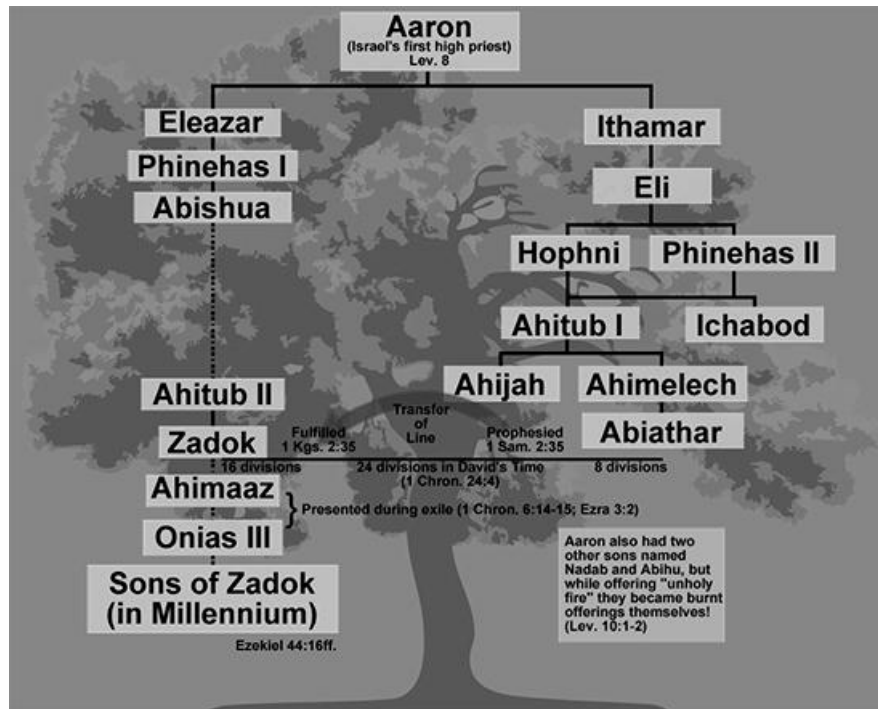 Aaron
(Israel's first high priest)
Lev. 8
Eleazar
Ithamar
Phinehas I
Eli
Abishua
Hophni
Phinehas II
Ahitub I
Ichabod
Ahitub II
Ahijah
Ahimelech
Zadok
Fulfilled
1 Kgs. 2:35
Transfer
of
Line
Prophesied
1 Sam. 2:35
Abiathar
16 divisions
24 divisions in David's Time
(1 Chron. 24:4)
8 divisions
Ahimaaz
} Presented during exile (1 Chron. 6:14-15; Ezra 3:2)
Onias III
Sons of Zadok
(in Millennium)
Ezekiel 44:16ff.
Aaron also had two
other sons named
Nadab and Abihu, but
while offering "unholy
fire" they became burnt
offerings themselves!
(Lev. 10:1-2)